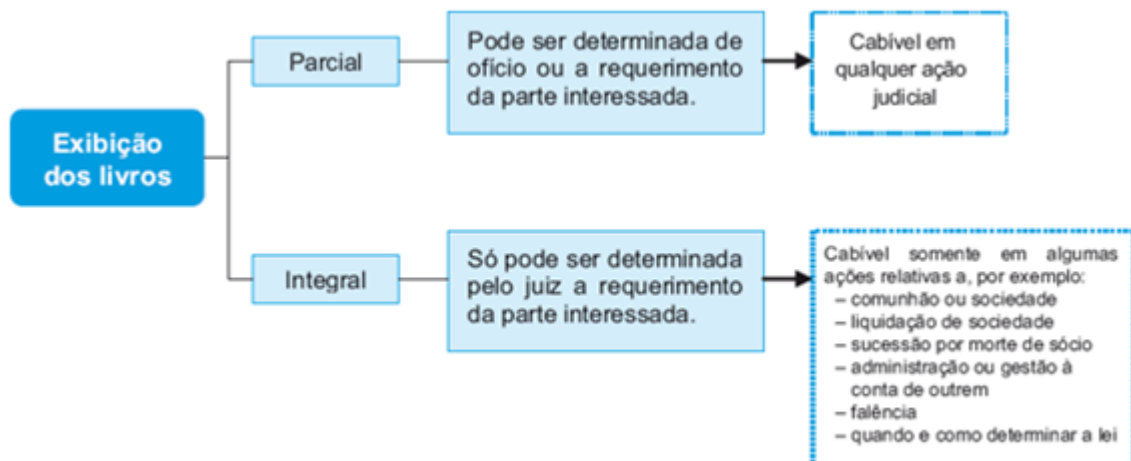 Exibição
dos livros
Parcial
Pode ser determinada de
ofício ou a requerimento
da parte interessada.
Cabível em
qualquer ação
judicial
Integral
Só pode ser determinada
pelo juiz a requerimento
da parte interessada.
Cabível somente em algumas
ações relativas a, por exemplo:
– comunhão ou sociedade
– liquidação de sociedade
– sucessão por morte de sócio
– administração ou gestão à
conta de outrem
– falência
– quando e como determinar a lei